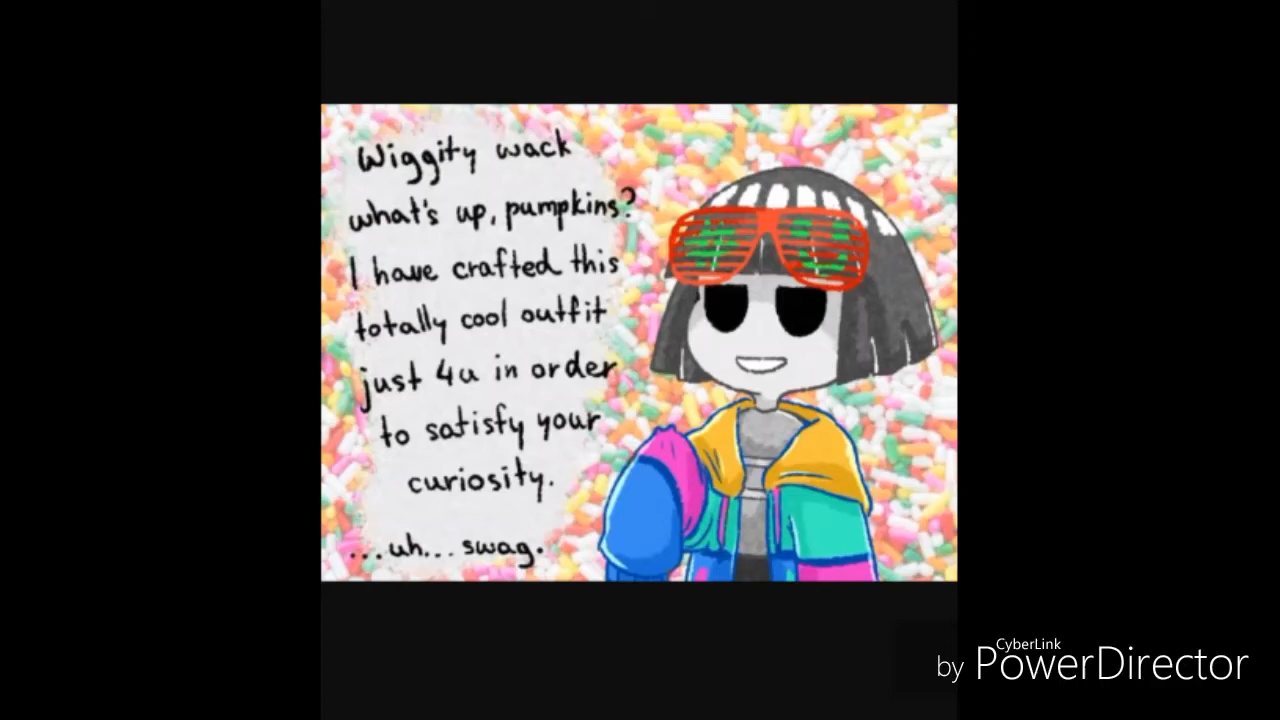 Wiggity wack
what's up, pumpkins?
I have crafted this
totally cool outfit
just 4u in order
to satisfy your
curiosity.
...uh... swag.
CyberLink
by PowerDirector